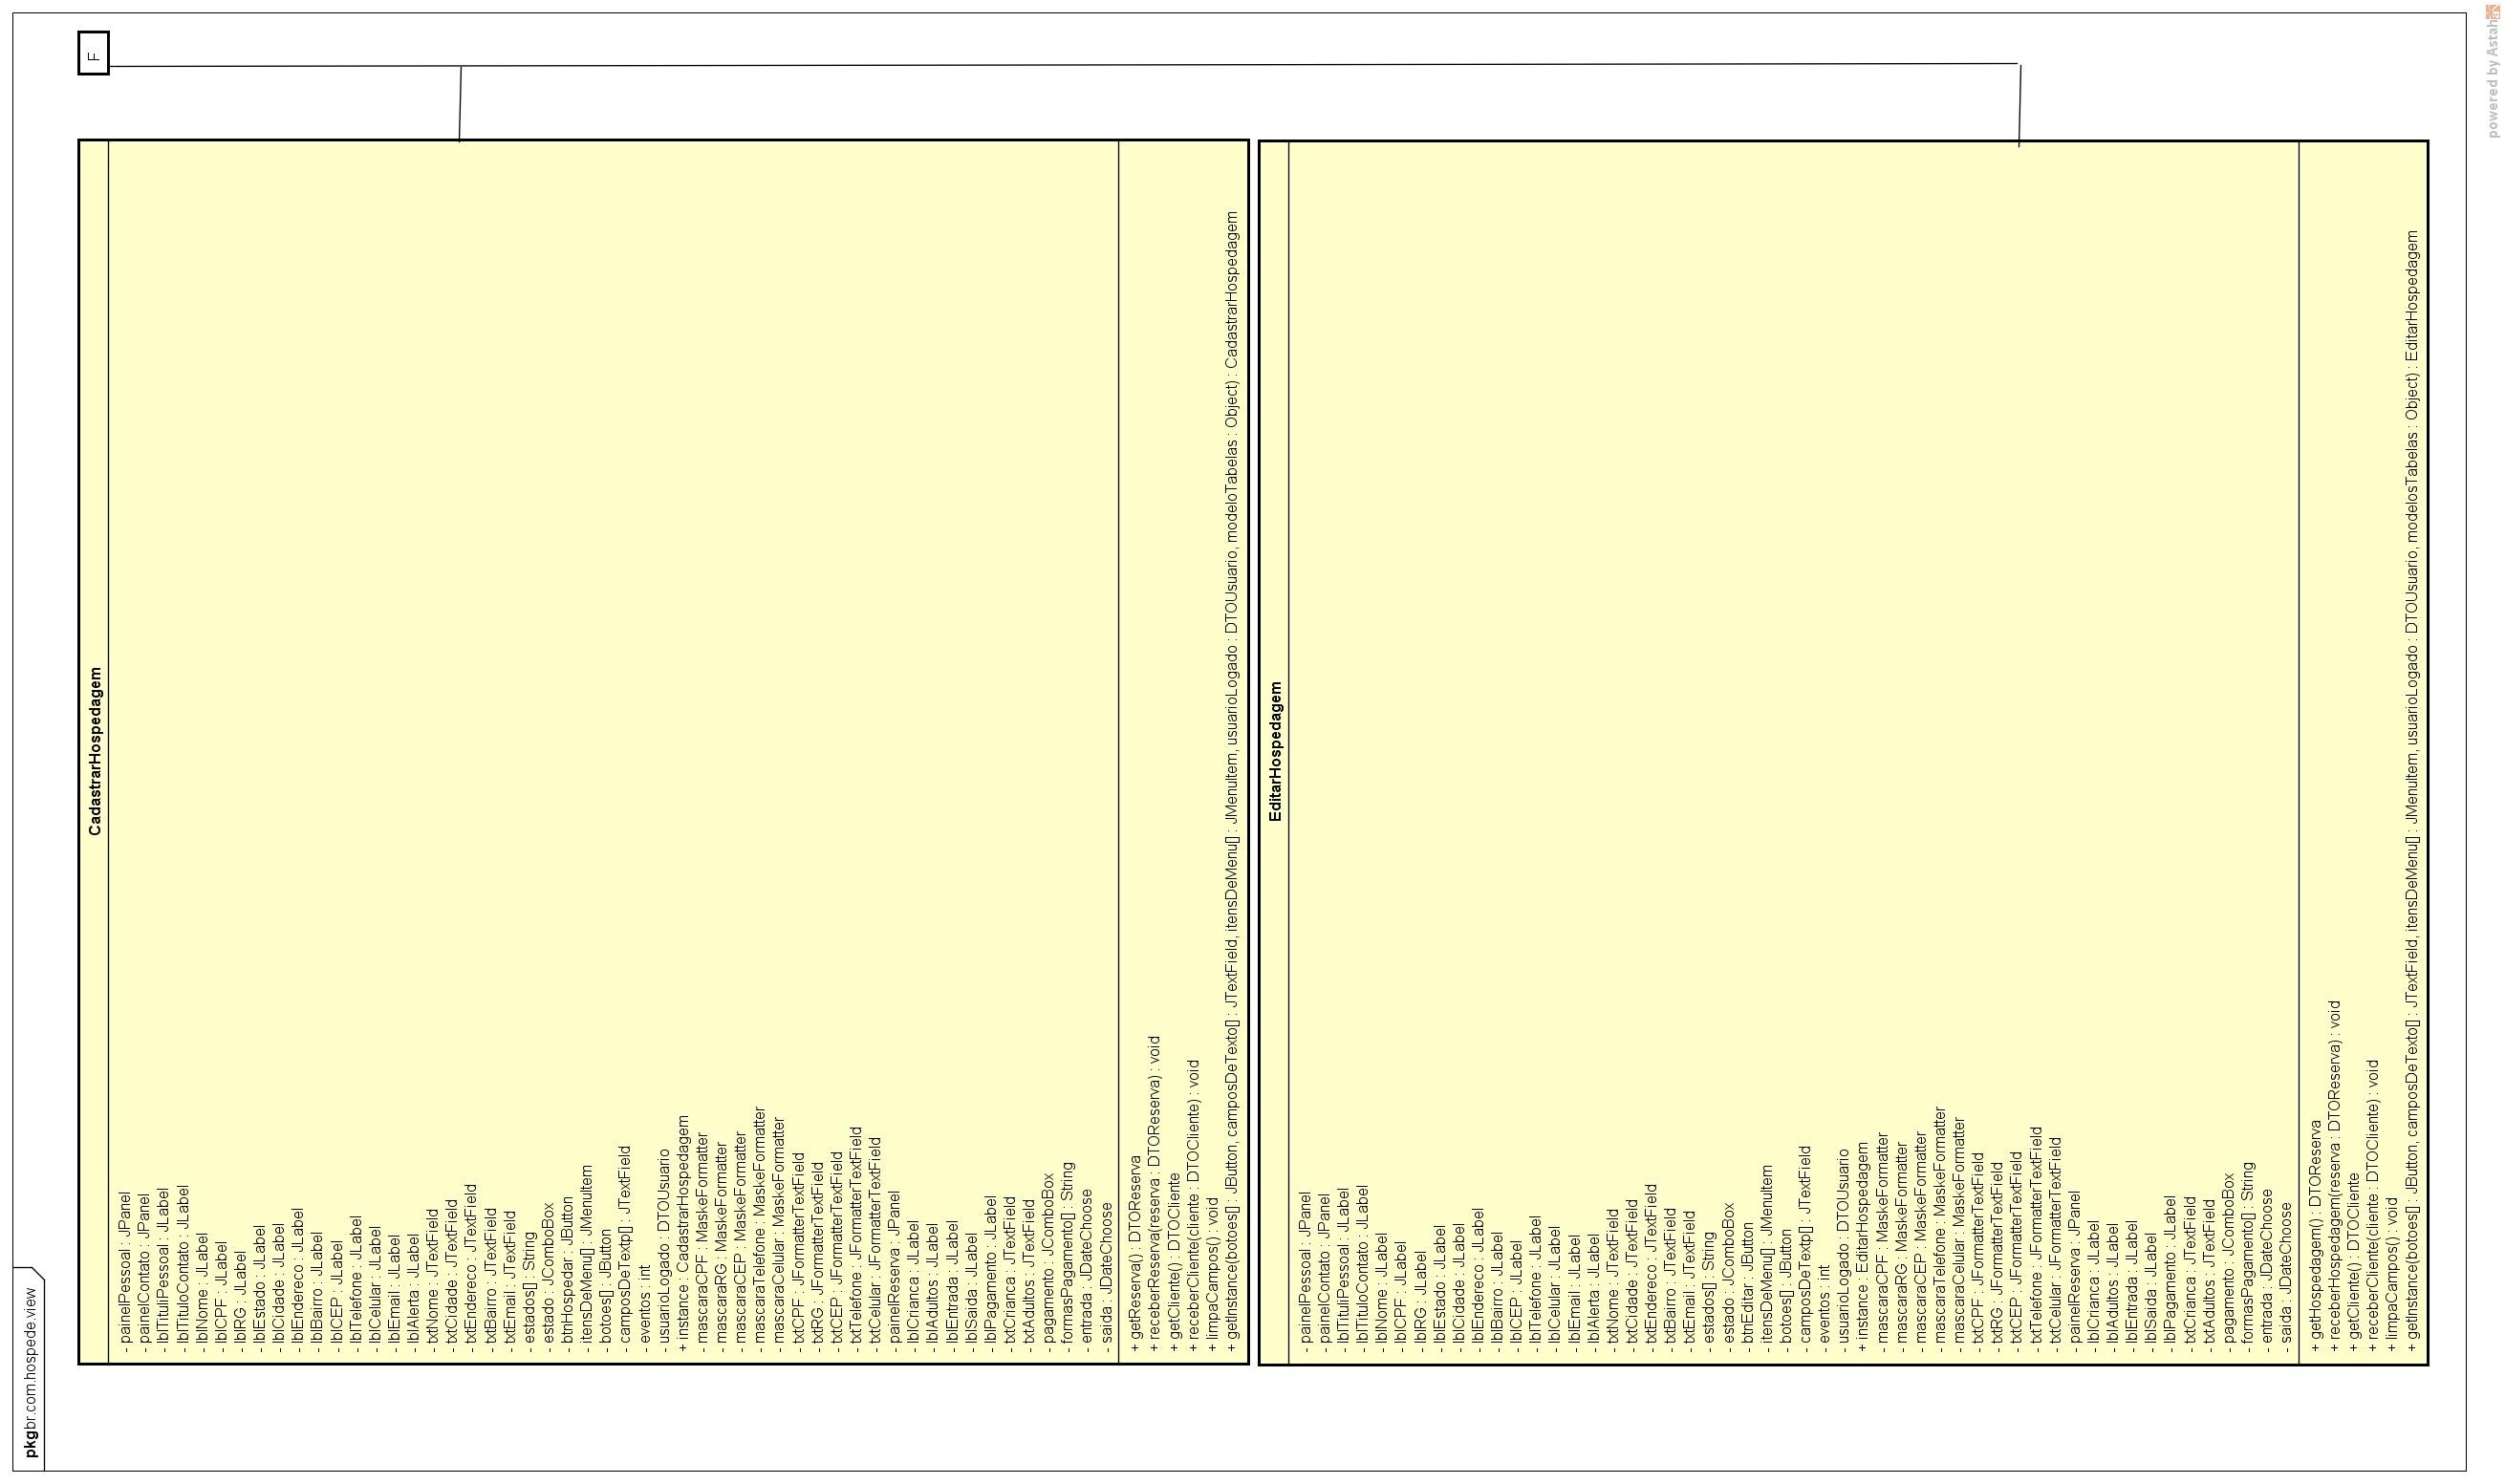 pkgbr.com.hospede.view
F
CadastrarHospedagem
- painelPessoal : JPanel
- painelContato : JPanel
- lblTituliPessoal : JLabel
- lblTituloContato : JLabel
- lblNome : JLabel
- lblCPF : JLabel
- lblRG : JLabel
- lblEstado : JLabel
- lblCidade : JLabel
- lblEndereco : JLabel
- lblBairro : JLabel
- lblCEP : JLabel
- lblTelefone : JLabel
- lblCelular : JLabel
- lblEmail : JLabel
- lblAlerta : JLabel
- txtNome : JTextField
- txtCidade : JTextField
- txtEndereco : JTextField
- txtBairro : JTextField
- txtEmail : JTextField
- estados[] : String
- estado : JComboBox
- btnHospedar : JButton
- itensDeMenu[] : JMenuItem
- botoes[] : JButton
- camposDeTextp[] : JTextField
- eventos : int
- usuarioLogado : DTOUsuario
+ instance : CadastrarHospedagem
- mascaraCPF : MaskeFormatter
- mascaraRG : MaskeFormatter
- mascaraCEP : MaskeFormatter
- mascaraTelefone : MaskeFormatter
- mascaraCelular : MaskeFormatter
- txtCPF : JFormatterTextField
- txtRG : JFormatterTextField
- txtCEP : JFormatterTextField
- txtTelefone : JFormatterTextField
- txtCelular : JFormatterTextField
- painelReserva : JPanel
- lblCrianca : JLabel
- lblAdultos : JLabel
- lblEntrada : JLabel
- lblSaida : JLabel
- lblPagamento : JLabel
- txtCrianca : JTextField
- txtAdultos : JTextField
- pagamento : JComboBox
- formasPagamento[] : String
- entrada : JDateChoose
- saida : JDateChoose
+ getReserva() : DTOReserva
+ receberReserva(reserva : DTOReserva) : void
+ getCliente() : DTOCliente
+ receberCliente(cliente : DTOCliente) : void
+ limpaCampos() : void
+ getInstance(botoes[] : JButton, camposDeTexto[] : JTextField, itensDeMenu[] : JMenuItem, usuarioLogado : DTOUsuario, modeloTabelas : Object) : CadastrarHospedagem
EditarHospedagem
- painelPessoal : JPanel
- painelContato : JPanel
- lblTituliPessoal : JLabel
- lblTituloContato : JLabel
- lblNome : JLabel
- lblCPF : JLabel
- lblRG : JLabel
- lblEstado : JLabel
- lblCidade : JLabel
- lblEndereco : JLabel
- lblBairro : JLabel
- lblCEP : JLabel
- lblTelefone : JLabel
- lblCelular : JLabel
- lblEmail : JLabel
- lblAlerta : JLabel
- txtNome : JTextField
- txtCidade : JTextField
- txtEndereco : JTextField
- txtBairro : JTextField
- txtEmail : JTextField
- estados[] : String
- estado : JComboBox
- btnEditar : JButton
- itensDeMenu[] : JMenuItem
- botoes[] : JButton
- camposDeTextp[] : JTextField
- eventos : int
- usuarioLogado : DTOUsuario
+ instance : EditarHospedagem
- mascaraCPF : MaskeFormatter
- mascaraRG : MaskeFormatter
- mascaraCEP : MaskeFormatter
- mascaraTelefone : MaskeFormatter
- mascaraCelular : MaskeFormatter
- txtCPF : JFormatterTextField
- txtRG : JFormatterTextField
- txtCEP : JFormatterTextField
- txtTelefone : JFormatterTextField
- txtCelular : JFormatterTextField
- painelReserva : JPanel
- lblCrianca : JLabel
- lblAdultos : JLabel
- lblEntrada : JLabel
- lblSaida : JLabel
- lblPagamento : JLabel
- txtCrianca : JTextField
- txtAdultos : JTextField
- pagamento : JComboBox
- formasPagamento[] : String
- entrada : JDateChoose
- saida : JDateChoose
+ getHospedagem() : DTOReserva
+ receberHospedagem(reserva : DTOReserva) : void
+ getCliente() : DTOCliente
+ receberCliente(cliente : DTOCliente) : void
+ limpaCampos() : void
+ getInstance(botoes[] : JButton, camposDeTexto[] : JTextField, itensDeMenu[] : JMenuItem, usuarioLogado : DTOUsuario, modelosTabelas : Object) : EditarHospedagem
powered by Astah